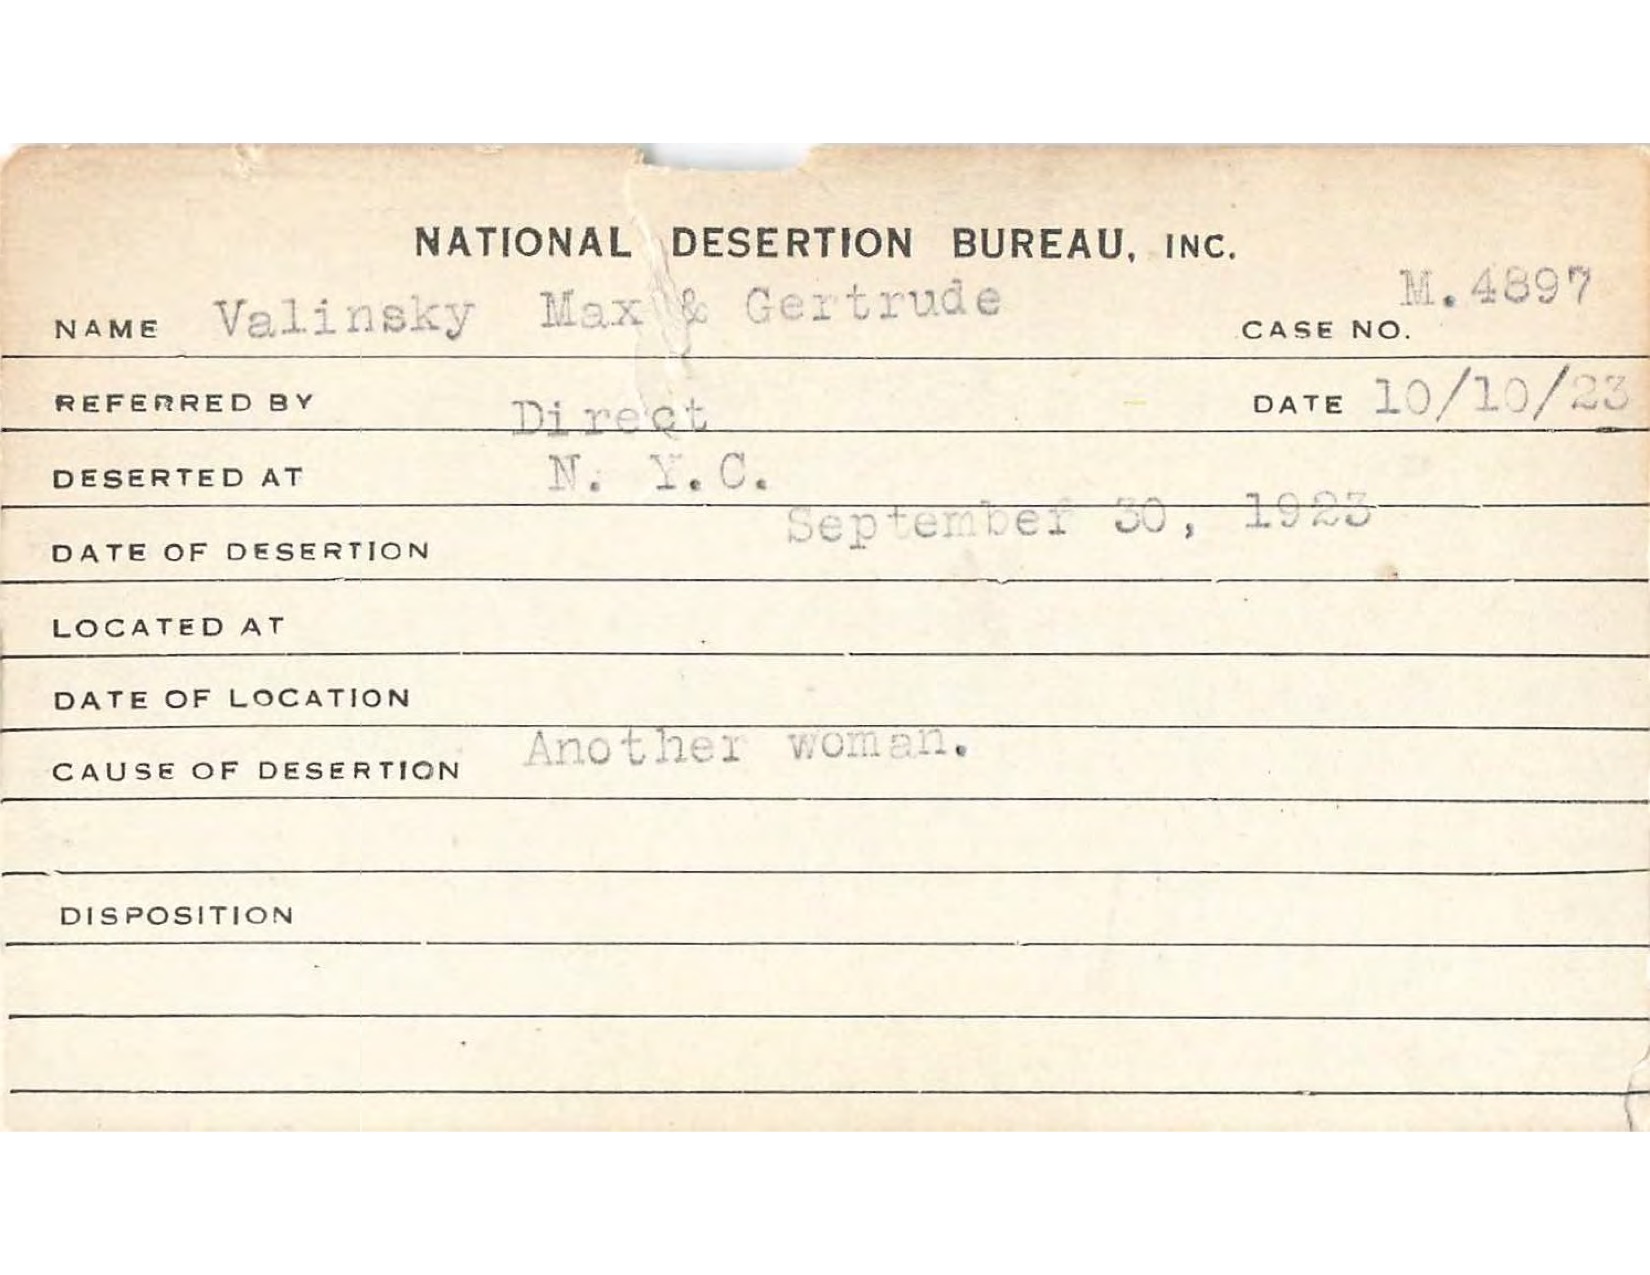 NATIONAL DESERTION BUREAU, INC.
NAME Valinsky Max & Gertrude CASE NO. M.4897
REFERRED BY Direct DATE 10/10/23
DESERTED AT N. Y.C.
DATE OF DESERTION September 30, 1923
LOCATED AT
DATE OF LOCATION
CAUSE OF DESERTION Another woman.
DISPOSITION